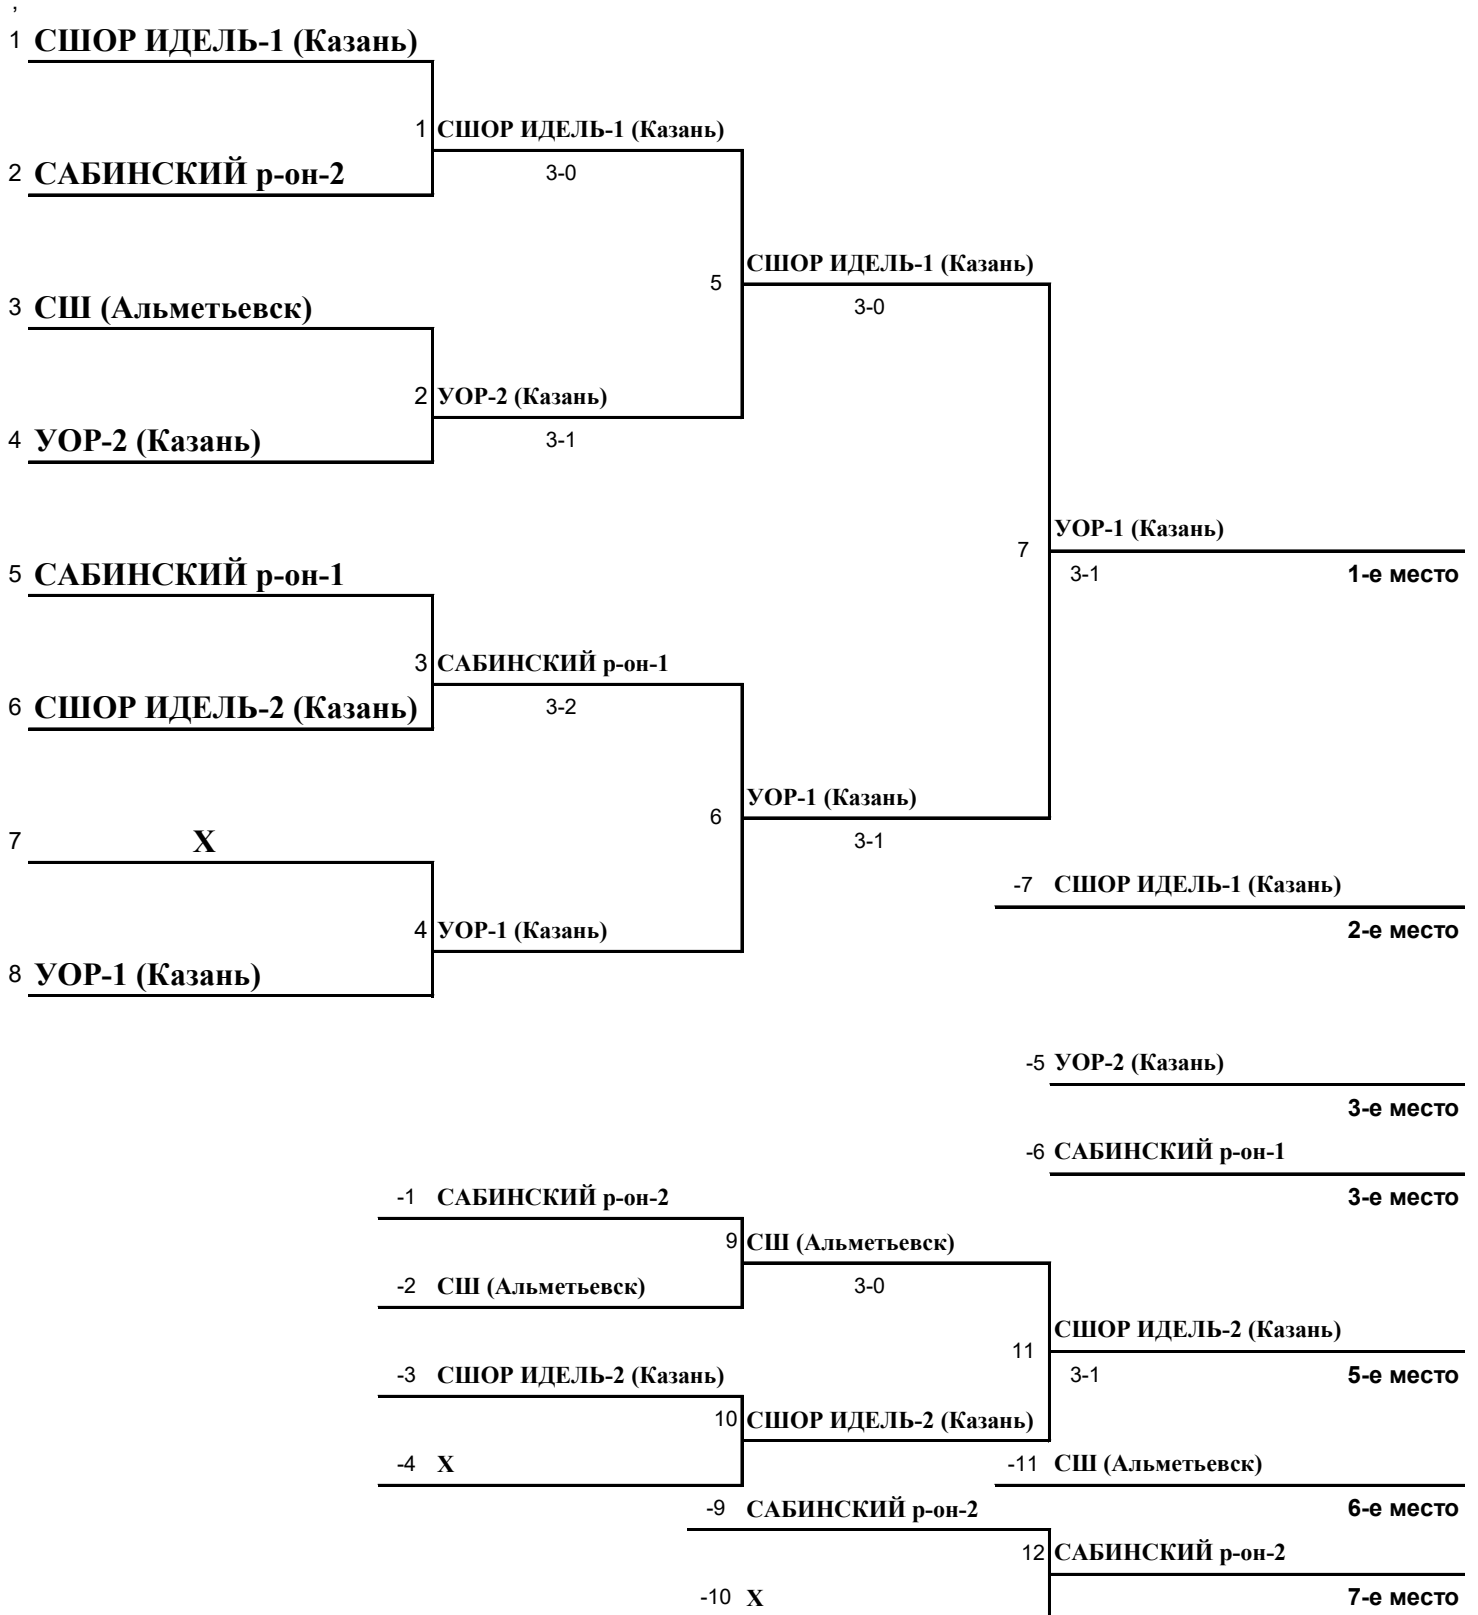 ,
1 СШОР ИДЕЛЬ-1 (Казань)
1 СШОР ИДЕЛЬ-1 (Казань)
2 САБИНСКИЙ р-он-2
3-0
5 СШОР ИДЕЛЬ-1 (Казань)
3 СШ (Альметьевск)
3-0
2 УОР-2 (Казань)
4 УОР-2 (Казань)
3-1
7 УОР-1 (Казань)
5 САБИНСКИЙ р-он-1
3-1 1-е место
3 САБИНСКИЙ р-он-1
6 СШОР ИДЕЛЬ-2 (Казань)
3-2
6 УОР-1 (Казань)
7 Х
3-1
-7 СШОР ИДЕЛЬ-1 (Казань)
4 УОР-1 (Казань)
2-е место
8 УОР-1 (Казань)
-5 УОР-2 (Казань)
3-е место
-6 САБИНСКИЙ р-он-1
-1 САБИНСКИЙ р-он-2
3-е место
9 СШ (Альметьевск)
-2 СШ (Альметьевск)
3-0
11 СШОР ИДЕЛЬ-2 (Казань)
-3 СШОР ИДЕЛЬ-2 (Казань)
3-1 5-е место
10 СШОР ИДЕЛЬ-2 (Казань)
-4 Х
-11 СШ (Альметьевск)
-9 САБИНСКИЙ р-он-2
6-е место
12 САБИНСКИЙ р-он-2
-10 Х
7-е место